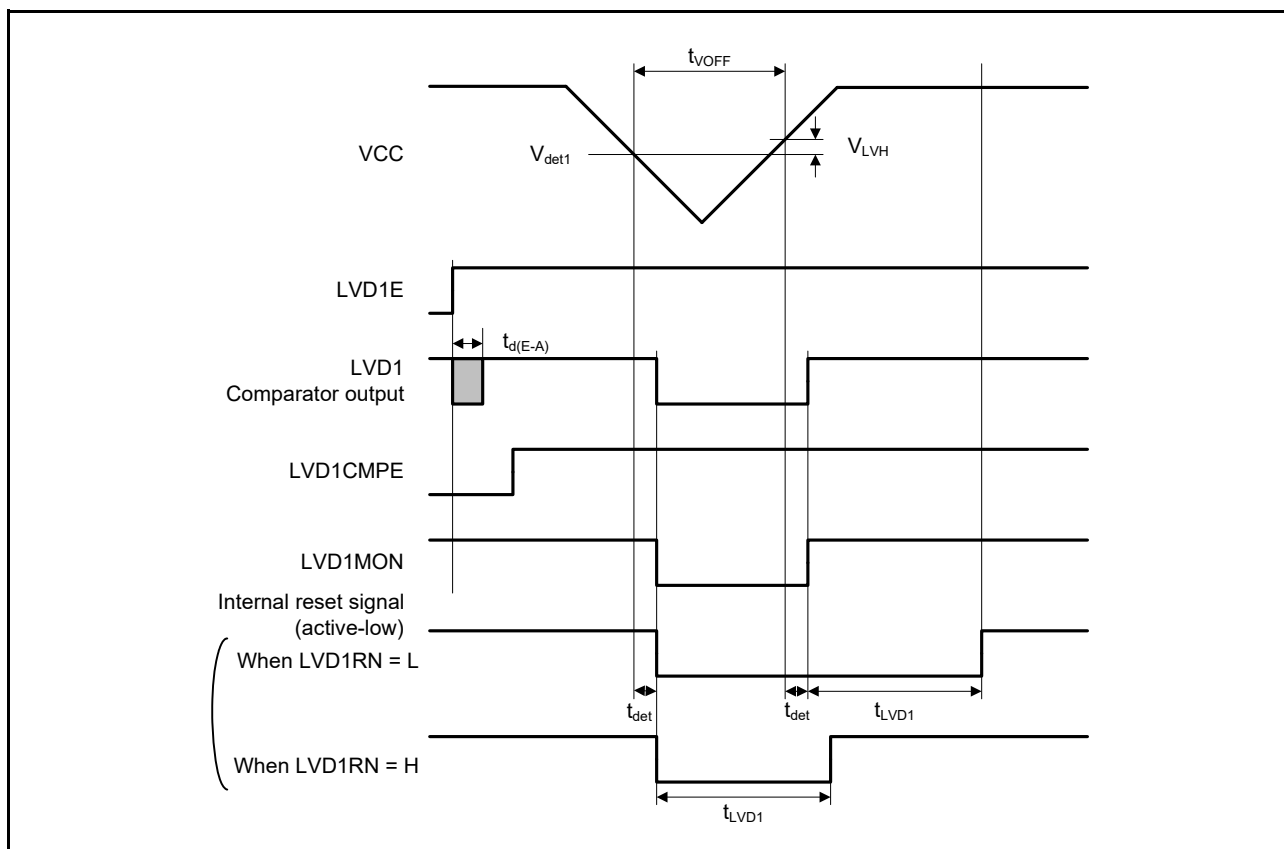 tVOFF
VCC
Vdet1
VLVH
LVD1E
td(E-A)
LVD1
Comparator output
LVD1CMPE
LVD1MON
Internal reset signal
(active-low)
When LVD1RN = L
tdet
tdet
tLVD1
When LVD1RN = H
tLVD1